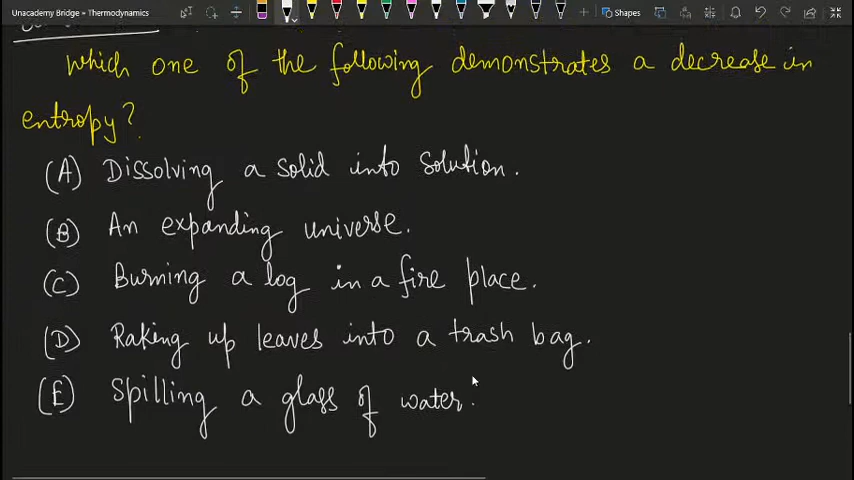 Unacademy Bridge » Thermodynamics
Shapes
Which one of the following demonstrates a decrease in
entropy?
(A) Dissolving a solid into solution.
(B) An expanding universe.
(C) Burning a log in a fire place.
(D) Raking up leaves into a trash bag.
(E) Spilling a glass of water.